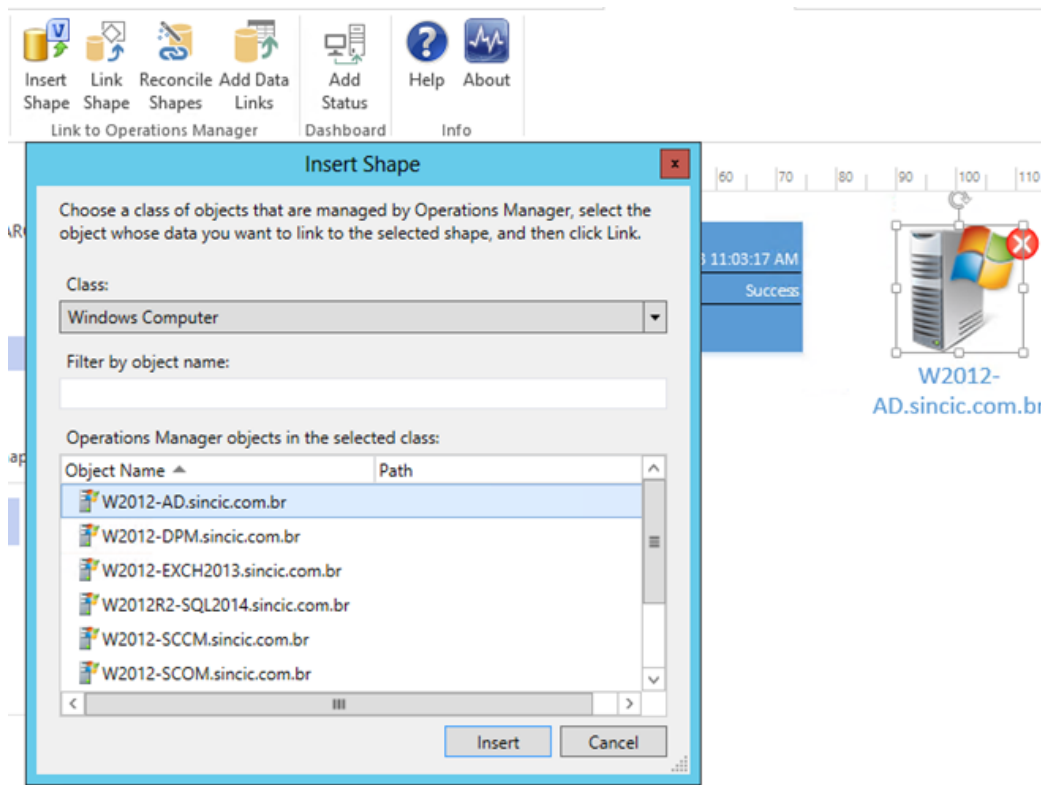 Insert Shape
Link Shape
Reconcile Shapes
Add Data Links
Add Status
Help
About
Link to Operations Manager
Dashboard
Info
Insert Shape
x
60
70
80
90
100
110
Choose a class of objects that are managed by Operations Manager, select the
object whose data you want to link to the selected shape, and then click Link.
3 11:03:17 AM
Success
Class:
Windows Computer
Filter by object name:
W2012-
AD.sincic.com.br
Operations Manager objects in the selected class:
Object Name
Path
W2012-AD.sincic.com.br
W2012-DPM.sincic.com.br
W2012-EXCH2013.sincic.com.br
W2012R2-SQL2014.sincic.com.br
W2012-SCCM.sincic.com.br
W2012-SCOM.sincic.com.br
Insert
Cancel